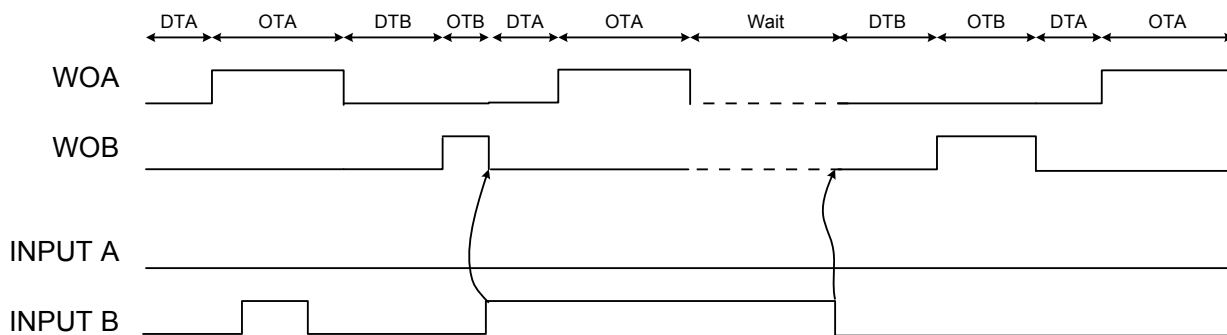 DTA OTA DTB OTB DTA OTA Wait DTB OTB DTA OTA
WOA
WOB
INPUT A
INPUT B